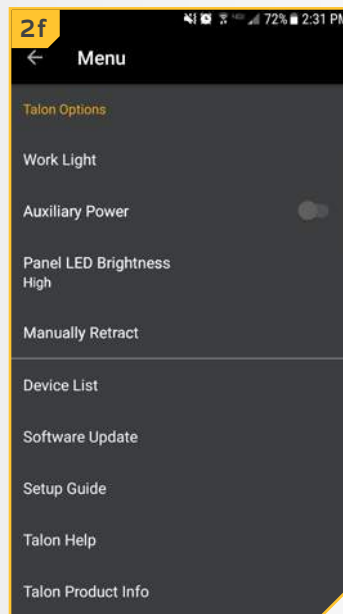 2f
72% 2:31 PM
Menu
Talon Options
Work Light
Auxiliary Power
Panel LED Brightness
High
Manually Retract
Device List
Software Update
Setup Guide
Talon Help
Talon Product Info